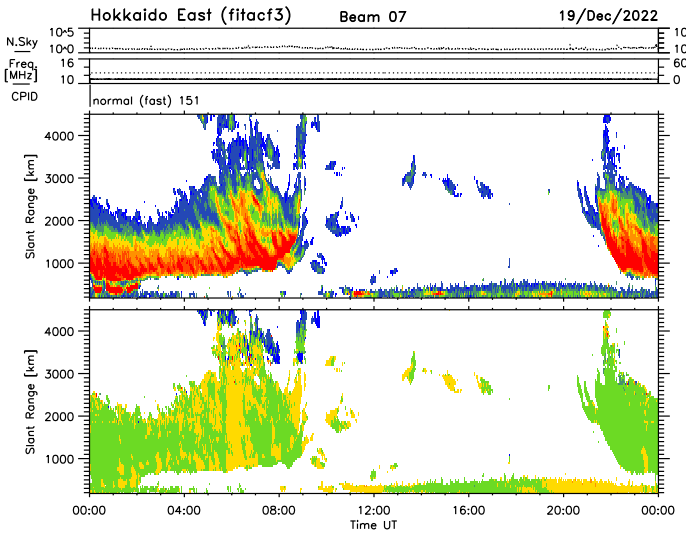 Hokkaido East (fitacf3) Beam 07 19/Dec/2022
N.Sky 10^5 10^0 10 10
Freq. [MHz] 16 10 60 0
CPID normal (fast) 151
Slant Range [km] 4000 3000 2000 1000
Slant Range [km] 4000 3000 2000 1000
00:00 04:00 08:00 12:00 16:00 20:00 00:00
Time UT